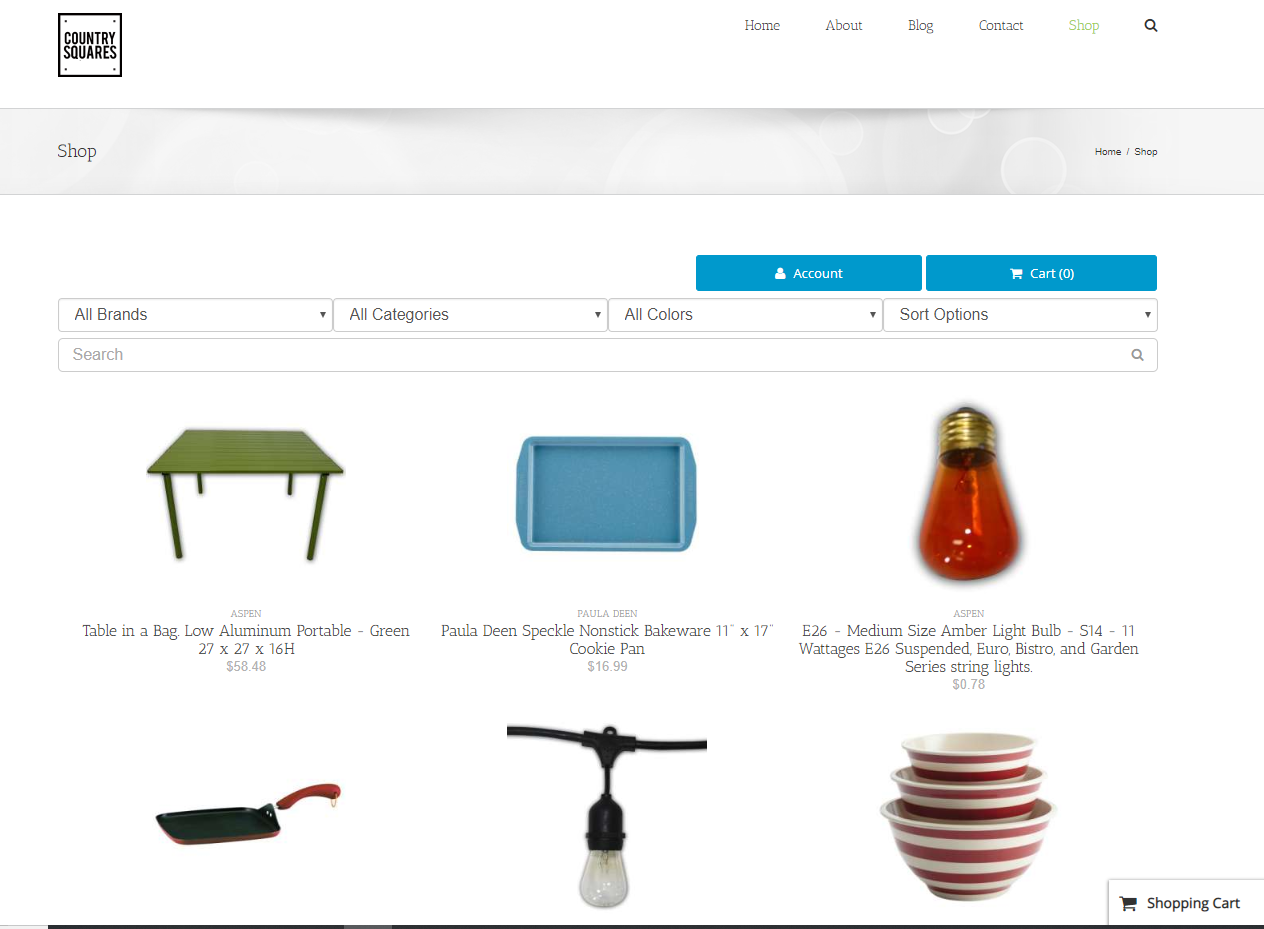 COUNTRY
SQUARES
Home About Blog Contact Shop
Shop
Home / Shop
Account Cart (0)
All Brands All Categories All Colors Sort Options
Search
ASPEN
Table in a Bag. Low Aluminum Portable - Green
27 x 27 x 16H
$58.48
PAULA DEEN
Paula Deen Speckle Nonstick Bakeware 11" x 17"
Cookie Pan
$16.99
ASPEN
E26 - Medium Size Amber Light Bulb - S14 - 11
Wattages E26 Suspended, Euro, Bistro, and Garden
Series string lights.
$0.78
Shopping Cart